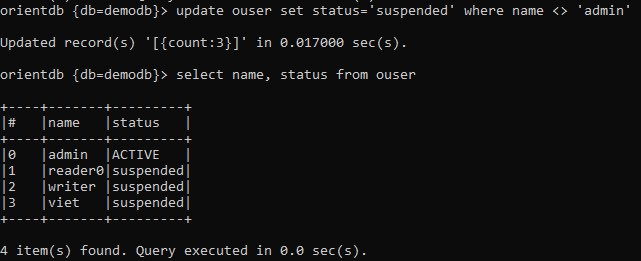 orientdb {db=demodb}> update ouser set status='suspended' where name <> 'admin'
Updated record(s) '[{count:3}]' in 0.017000 sec(s).
orientdb {db=demodb}> select name, status from ouser
+----+-------+---------+
|#   |name   |status   |
+----+-------+---------+
|0   |admin  |ACTIVE   |
|1   |reader0|suspended|
|2   |writer |suspended|
|3   |viet   |suspended|
+----+-------+---------+
4 item(s) found. Query executed in 0.0 sec(s).